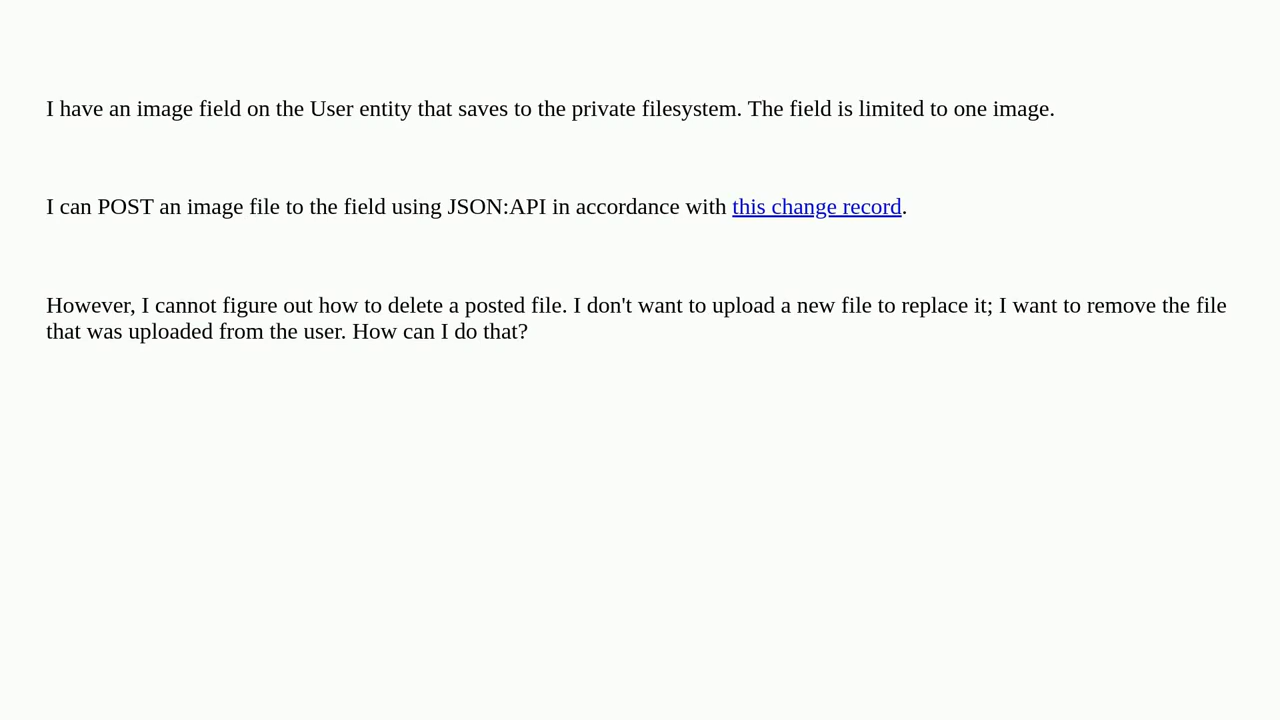 I have an image field on the User entity that saves to the private filesystem. The field is limited to one image.
I can POST an image file to the field using JSON:API in accordance with this change record.
However, I cannot figure out how to delete a posted file. I don't want to upload a new file to replace it; I want to remove the file
that was uploaded from the user. How can I do that?